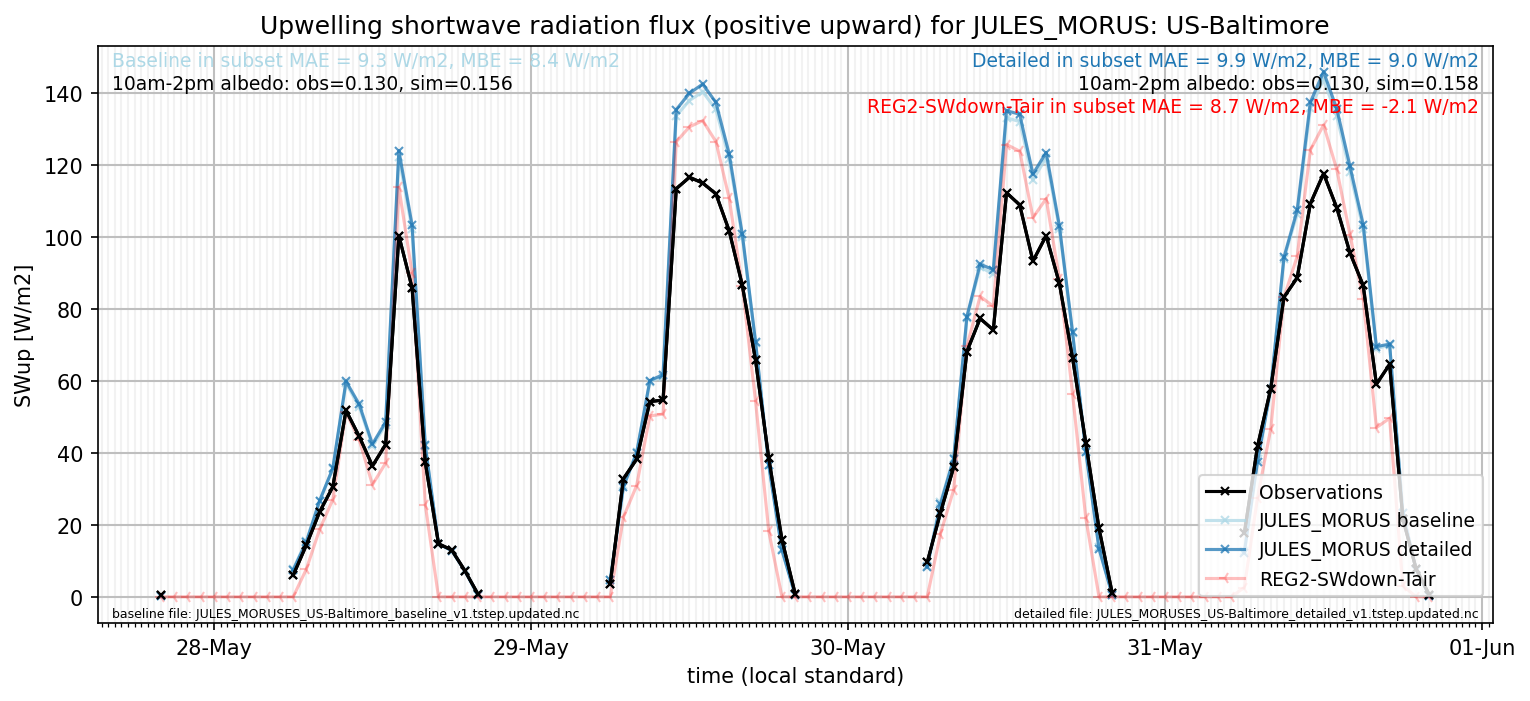 Upwelling shortwave radiation flux (positive upward) for JULES_MORUS: US-Baltimore
Baseline in subset MAE = 9.3 W/m2, MBE = 8.4 W/m2
10am-2pm albedo: obs=0.130, sim=0.156
Detailed in subset MAE = 9.9 W/m2, MBE = 9.0 W/m2
10am-2pm albedo: obs=0.130, sim=0.158
REG2-SWdown-Tair in subset MAE = 8.7 W/m2, MBE = -2.1 W/m2
SWup [W/m2]
140
120
100
80
60
40
20
0
Observations
JULES_MORUS baseline
JULES_MORUS detailed
REG2-SWdown-Tair
baseline file: JULES_MORUSES_US-Baltimore_baseline_v1.tstep.updated.nc
detailed file: JULES_MORUSES_US-Baltimore_detailed_v1.tstep.updated.nc
28-May
29-May
30-May
31-May
01-Jun
time (local standard)